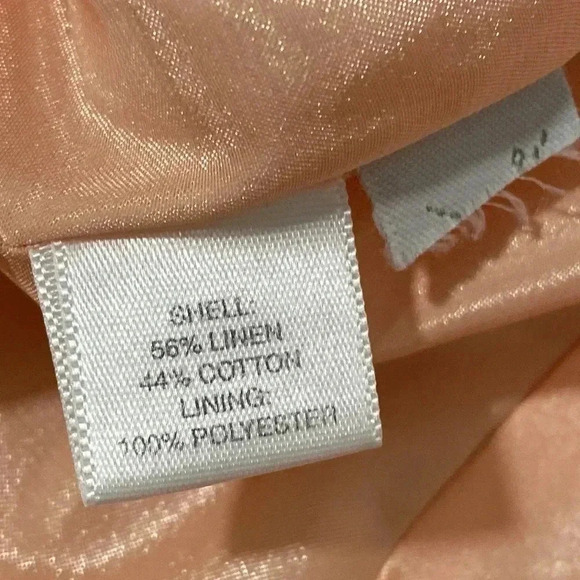 SHELL:
56% LINEN
44% COTTON
LINING:
100% POLYESTER